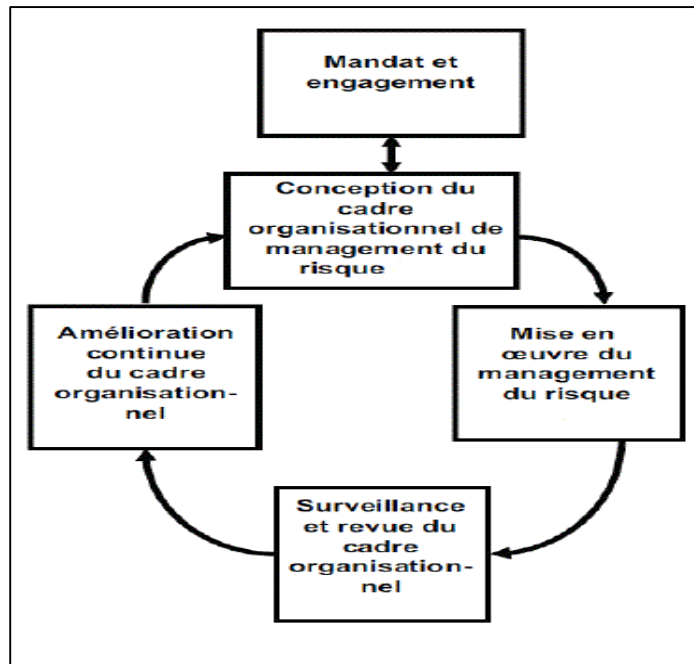 Mandat et
engagement
Conception du
cadre
organisationnel de
management du
risque
Mise en
œuvre du
management
du risque
Surveillance
et revue du
cadre
organisation-
nel
Amélioration
continue
du cadre
organisation-
nel